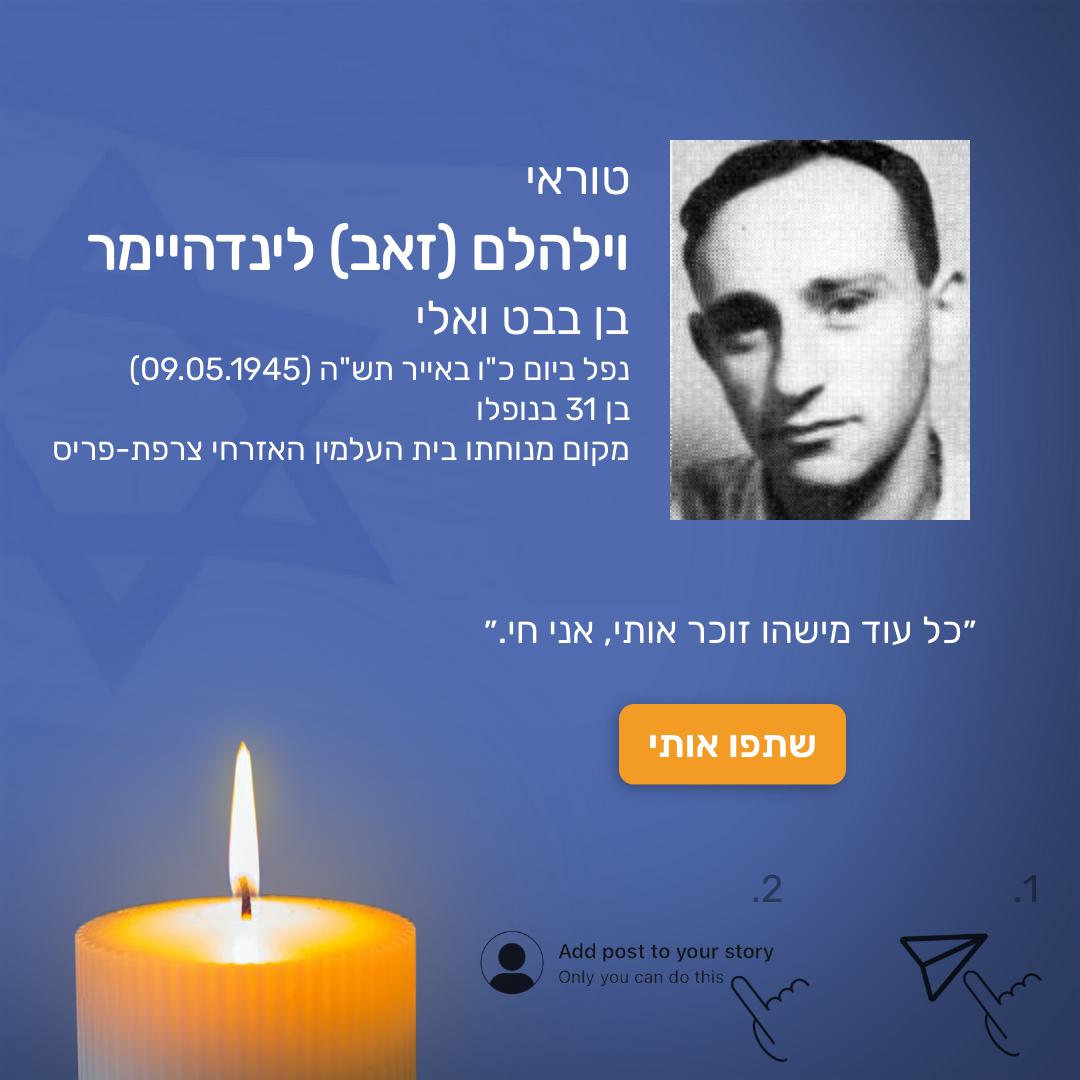 טוראי
וילהלם (זאב) לינדהיימר
בן בבט ואלי
נפל ביום כ"ו באייר תש"ה (09.05.1945)
בן 31 בנופלו
מקום מנוחתו בית העלמין האזרחי צרפת-פריס
״כל עוד מישהו זוכר אותי, אני חי.״
שתפו אותי
1.
2.
Add post to your story
Only you can do this